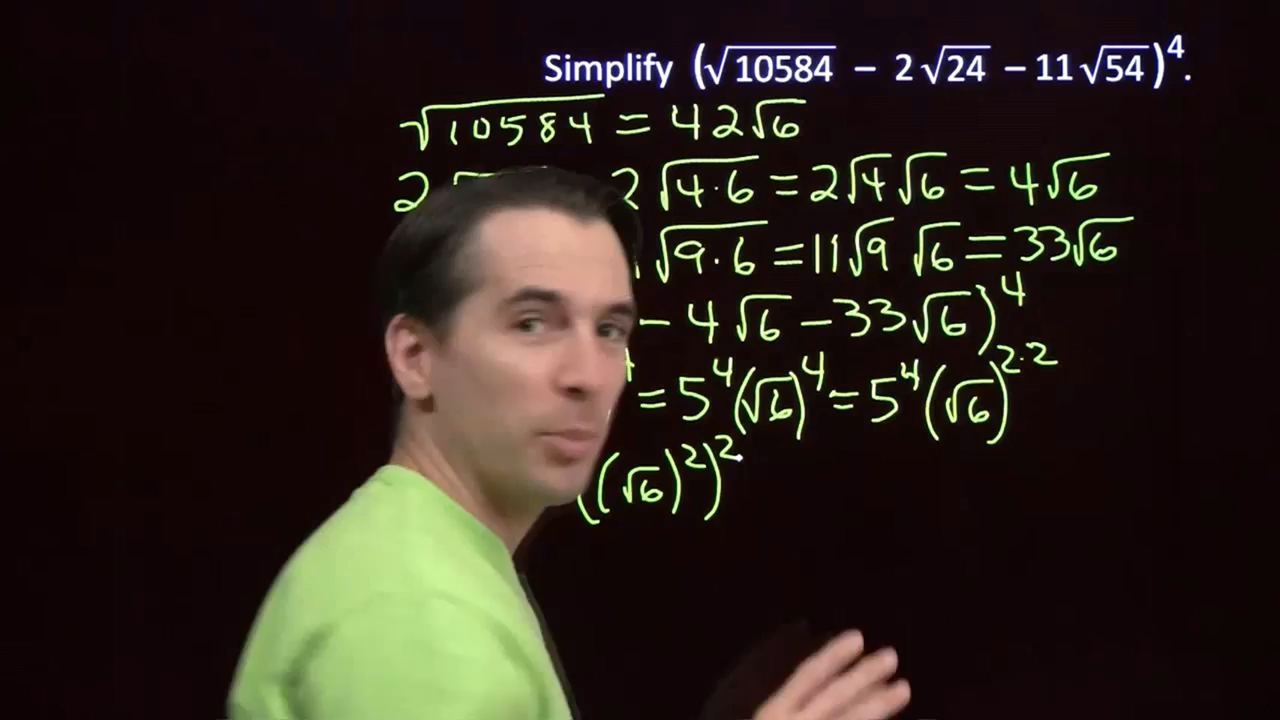 Simplify (√10584 − 2√24 − 11√54)⁴.
√10584 = 42√6
2 2√4·6 = 2√4 √6 = 4√6
√9·6 = 11√9 √6 = 33√6
− 4√6 − 33√6)⁴
= 5⁴(√6)⁴ = 5⁴(√6)²·²
((√6)²)²